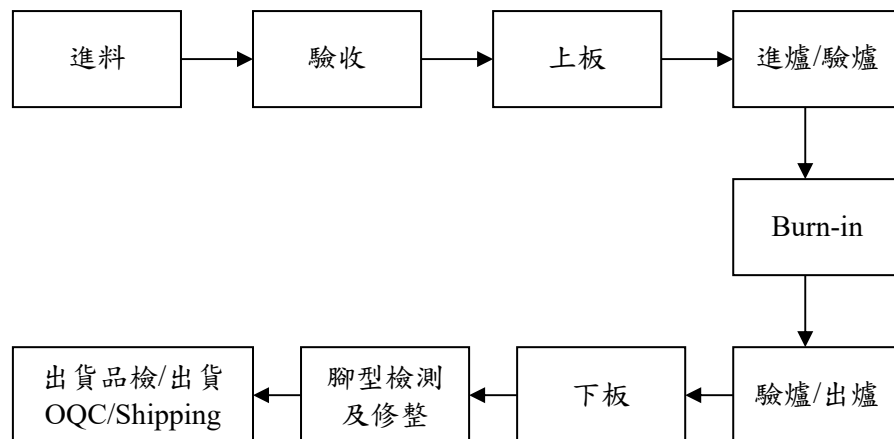 進料
驗收
上板
進爐/驗爐
Burn-in
驗爐/出爐
下板
腳型檢測
及修整
出貨品檢/出貨
OQC/Shipping